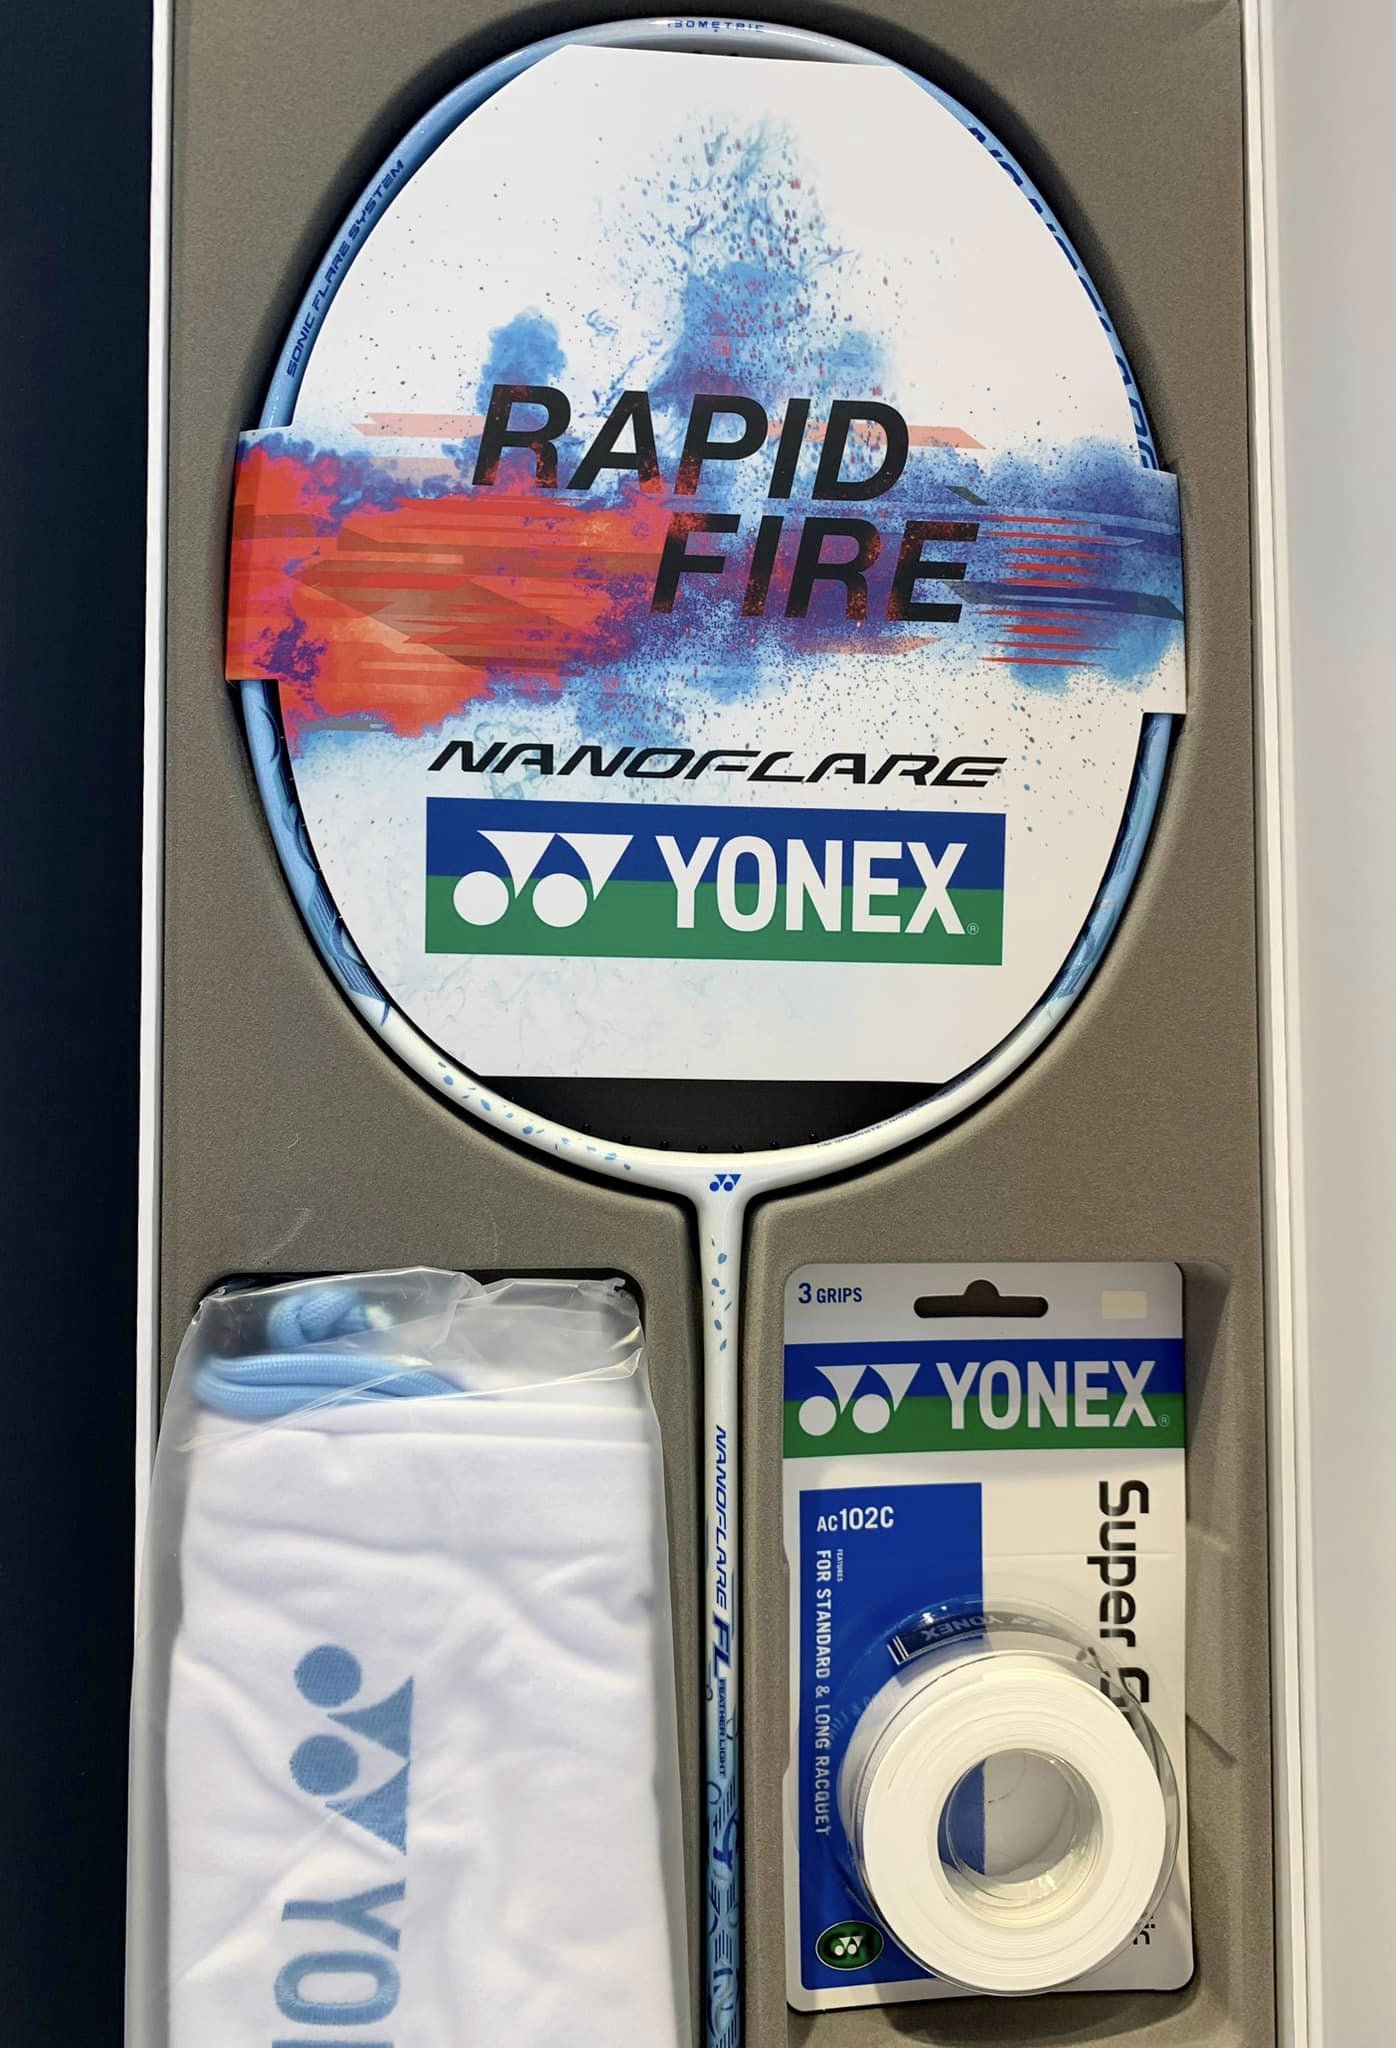 ISOMETRIC
SONIC FLARE SYSTEM
RAPID
FIRE
NANOFLARE
YONEX®
NANOFLARE FL
FEATHER LIGHT
3 GRIPS
YONEX®
AC102C
FEATURES
FOR STANDARD & LONG RACQUET
Super
YONEX